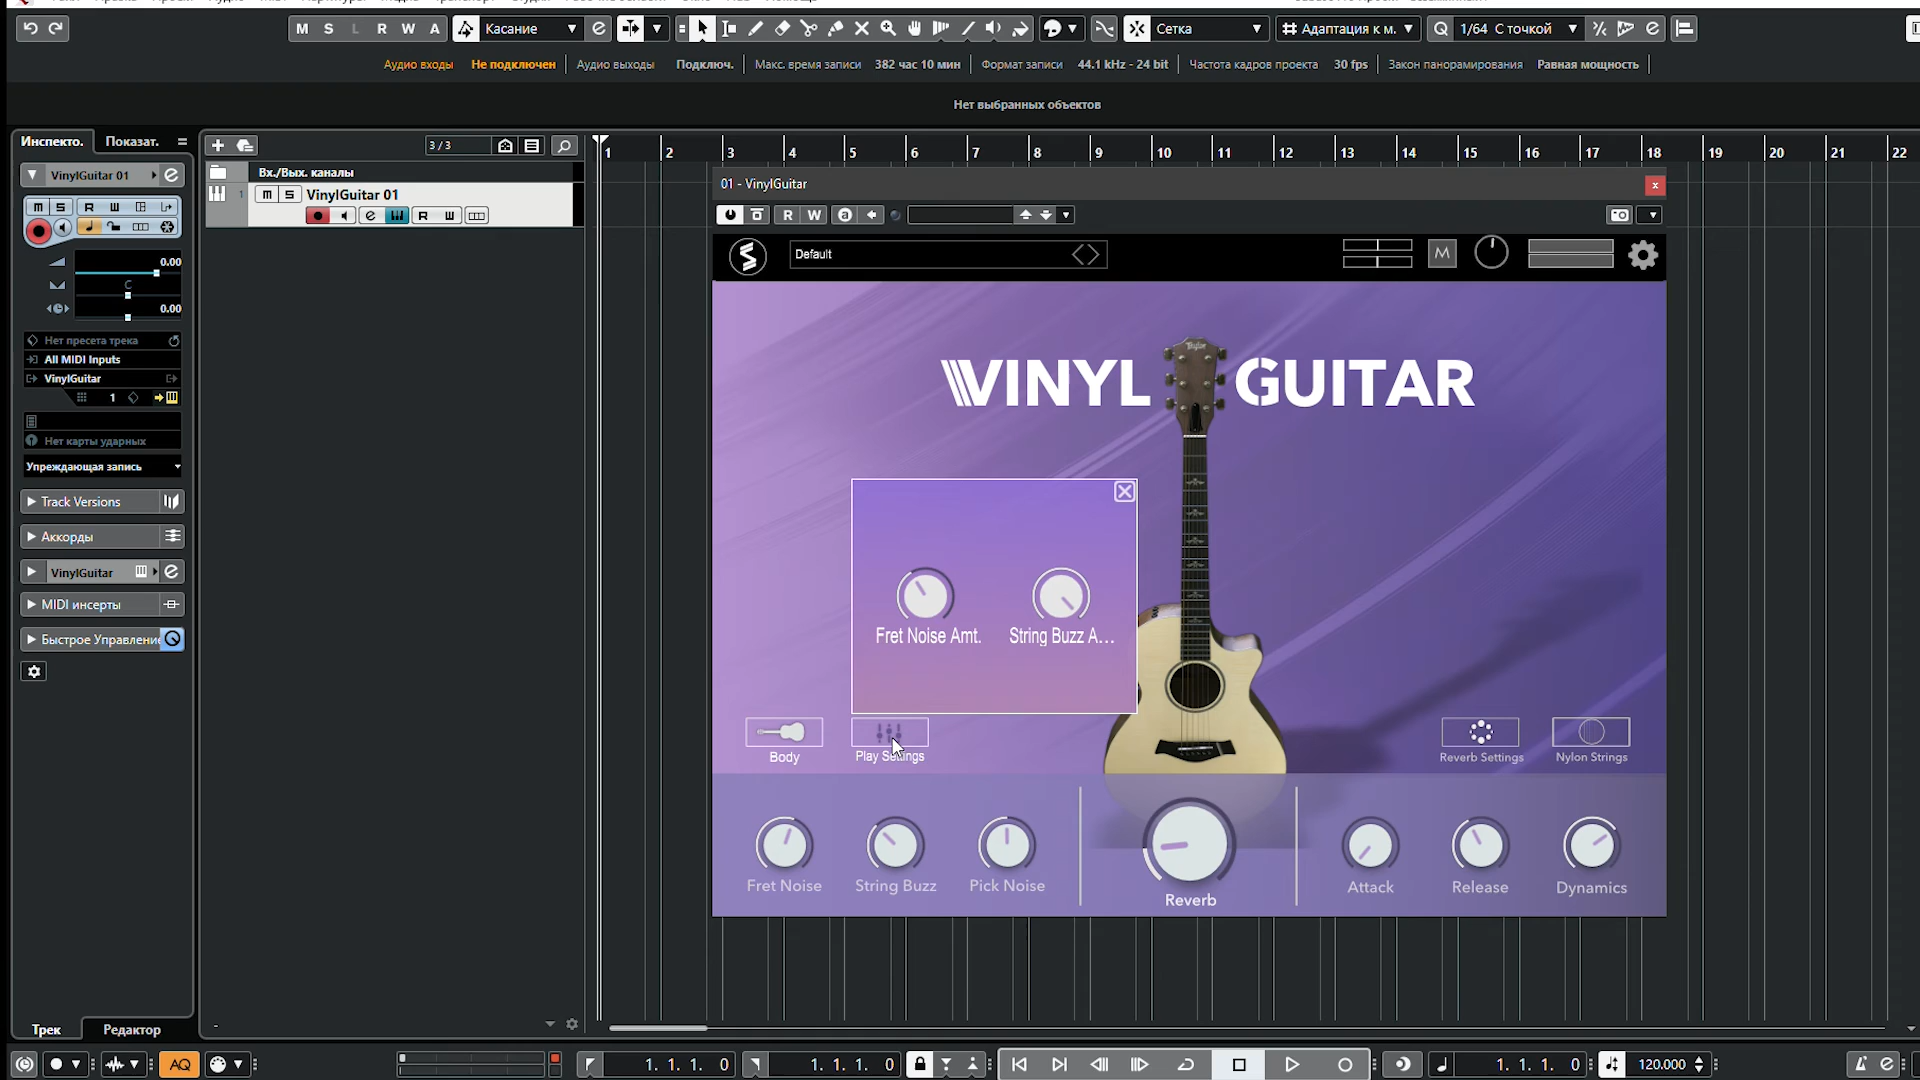 M S L R W A Касание Сетка Адаптация к м. Q 1/64 С точкой
Аудио входы Не подключен Аудио выходы Подключ. Макс. время записи 382 час 10 мин Формат записи 44.1 kHz - 24 bit Частота кадров проекта 30 fps Закон панорамирования Равная мощность
Нет выбранных объектов
Инспекто. Показат. 3 / 3
1 2 3 4 5 6 7 8 9 10 11 12 13 14 15 16 17 18 19 20 21 22
Вх./Вых. каналы
VinylGuitar 01
1 m S VinylGuitar 01
R
m S R
01 - VinylGuitar
R W
Default
M
0.00
C
0.00
Нет пресета трека
All MIDI Inputs
VinylGuitar
1
Нет карты ударных
Упреждающая запись
Track Versions
Аккорды
VinylGuitar
MIDI инсерты
Быстрое Управление
Taylor
VINYL GUITAR
Fret Noise Amt. String Buzz A...
Body Play Settings Reverb Settings Nylon Strings
Fret Noise String Buzz Pick Noise Reverb Attack Release Dynamics
Трек Редактор
AQ 1. 1. 1. 0 1. 1. 1. 0 1. 1. 1. 0 120.000